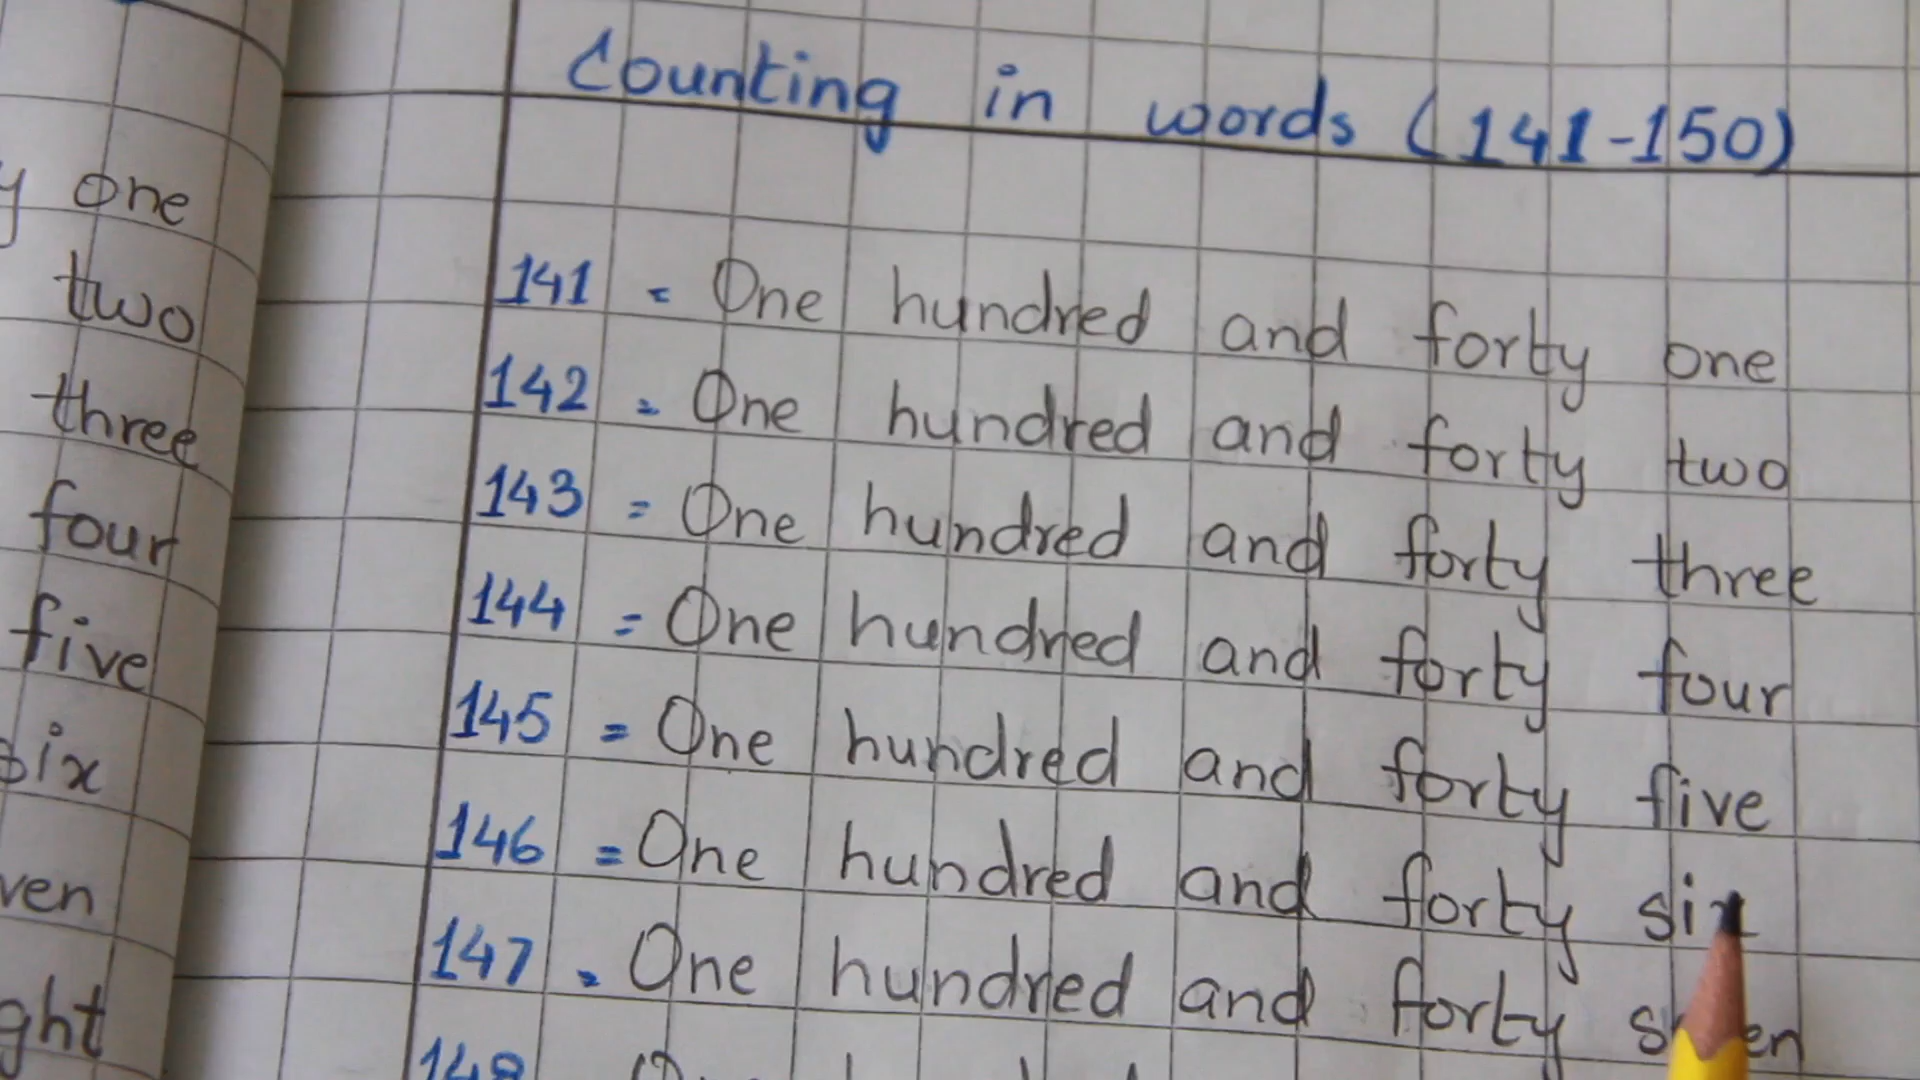 one
two
three
four
five
six
Counting in words (141-150)
141 = One hundred and forty one
142 = One hundred and forty two
143 = One hundred and forty three
144 = One hundred and forty four
145 = One hundred and forty five
146 = One hundred and forty six
147 = One hundred and forty seven
148